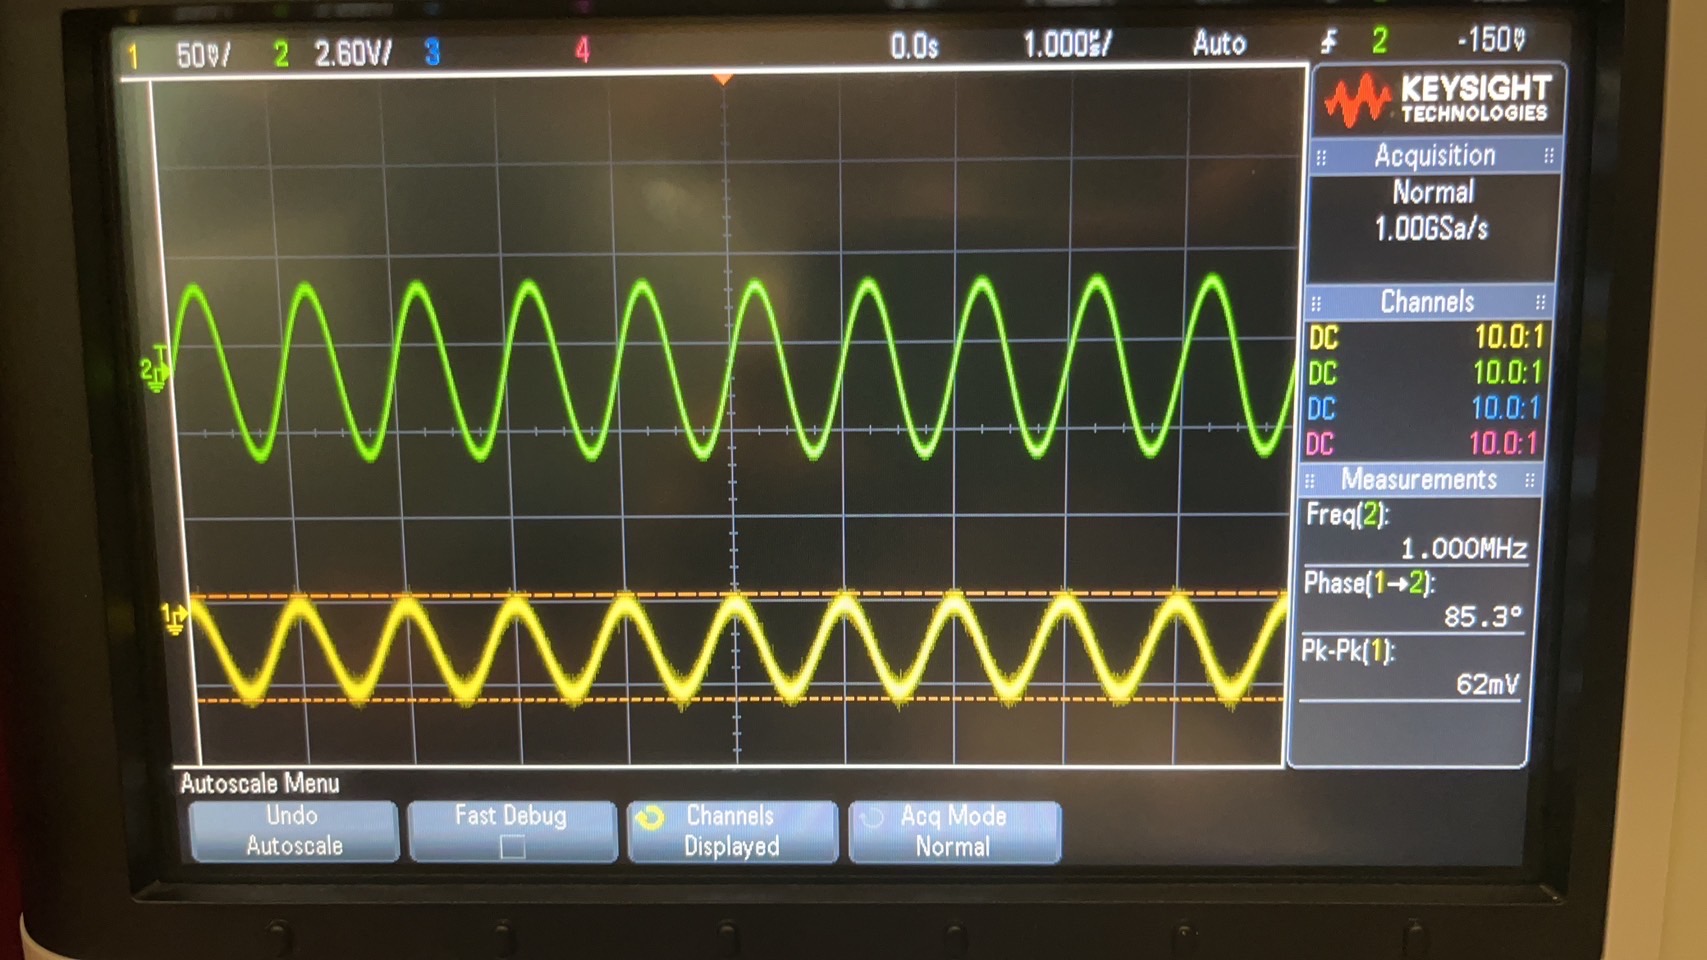 1 50V/ 2 2.60V/ 3 4 0.0s 1.000µs/ Auto 2 -150V
KEYSIGHT
TECHNOLOGIES
Acquisition
Normal
1.00GSa/s
Channels
DC 10.0:1
DC 10.0:1
DC 10.0:1
DC 10.0:1
Measurements
Freq(2):
1.000MHz
Phase(1→2):
85.3°
Pk-Pk(1):
62mV
2
T
1
Autoscale Menu
Undo
Autoscale
Fast Debug
Channels
Displayed
Acq Mode
Normal